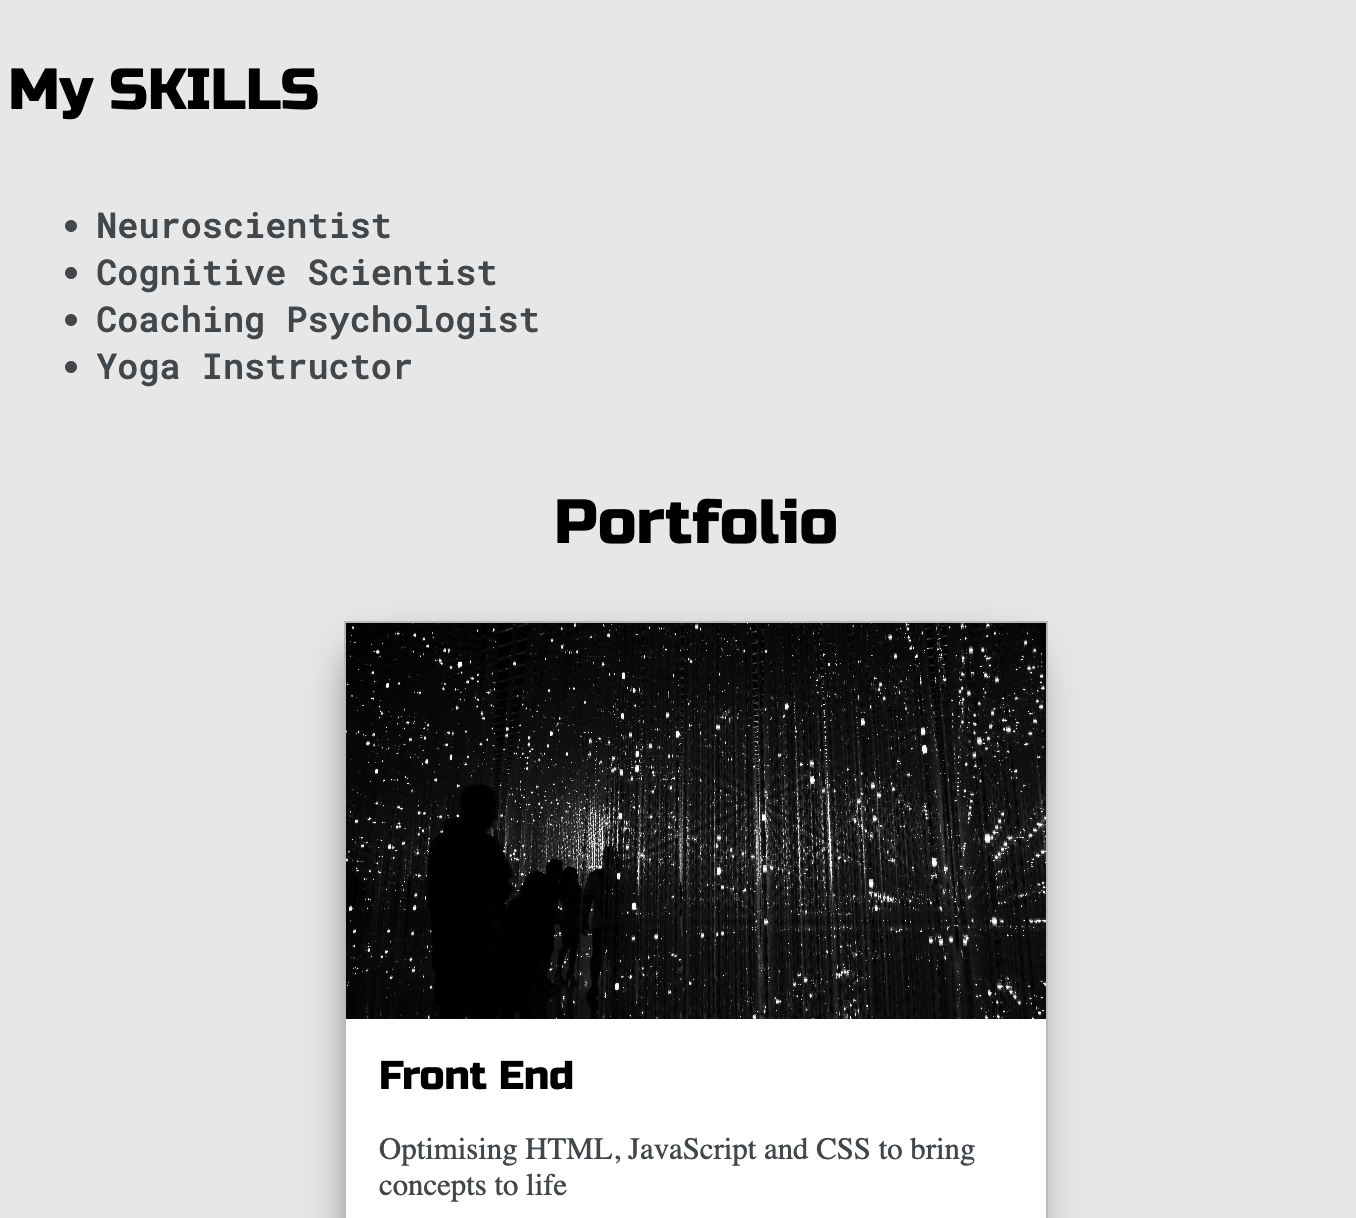 My SKILLS
Neuroscientist
Cognitive Scientist
Coaching Psychologist
Yoga Instructor
Portfolio
Front End
Optimising HTML, JavaScript and CSS to bring
concepts to life